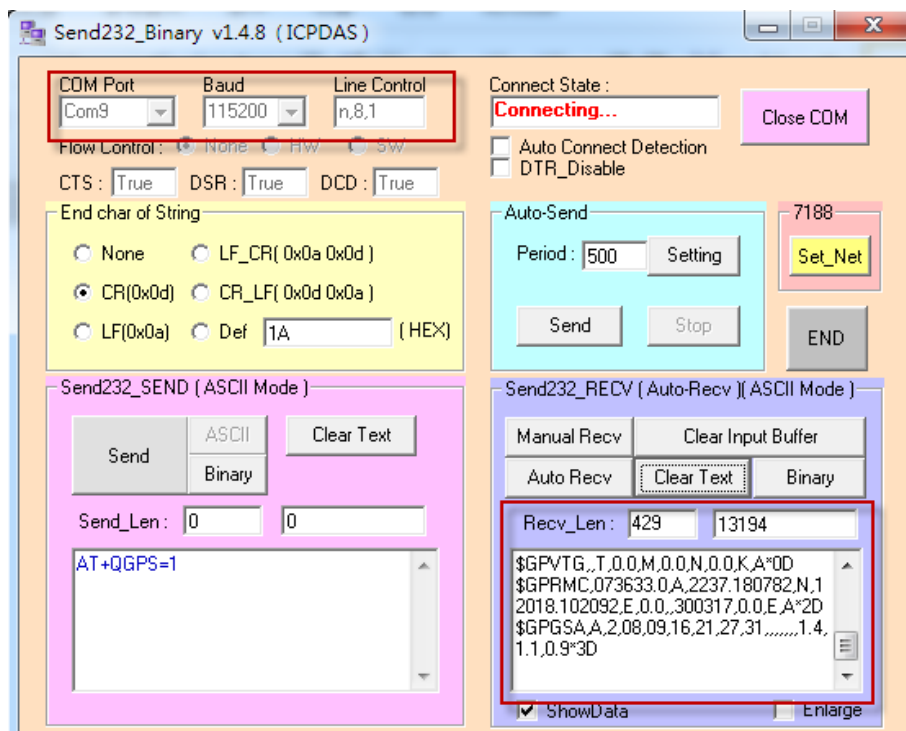 Send232_Binary v1.4.8 (ICPDAS)
COM Port Baud Line Control
Com9 115200 n,8,1
Flow Control : None HW SW
CTS : True DSR : True DCD : True
Connect State :
Connecting...
Close COM
Auto Connect Detection
DTR_Disable
End char of String
None LF_CR( 0x0a 0x0d )
CR(0x0d) CR_LF( 0x0d 0x0a )
LF(0x0a) Def 1A (HEX)
Auto-Send
Period : 500 Setting
Send Stop
7188
Set_Net
END
Send232_SEND ( ASCII Mode )
Send ASCII Clear Text
Binary
Send_Len : 0 0
AT+QGPS=1
Send232_RECV ( Auto-Recv )( ASCII Mode )
Manual Recv Clear Input Buffer
Auto Recv Clear Text Binary
Recv_Len : 429 13194
$GPVTG,,T,0.0,M,0.0,N,0.0,K,A*0D
$GPRMC,073633.0,A,2237.180782,N,1
2018.102092,E,0.0,,300317,0.0,E,A*2D
$GPGSA,A,2,08,09,16,21,27,31,,,,,,,1.4,
1.1,0.9*3D
ShowData Enlarge